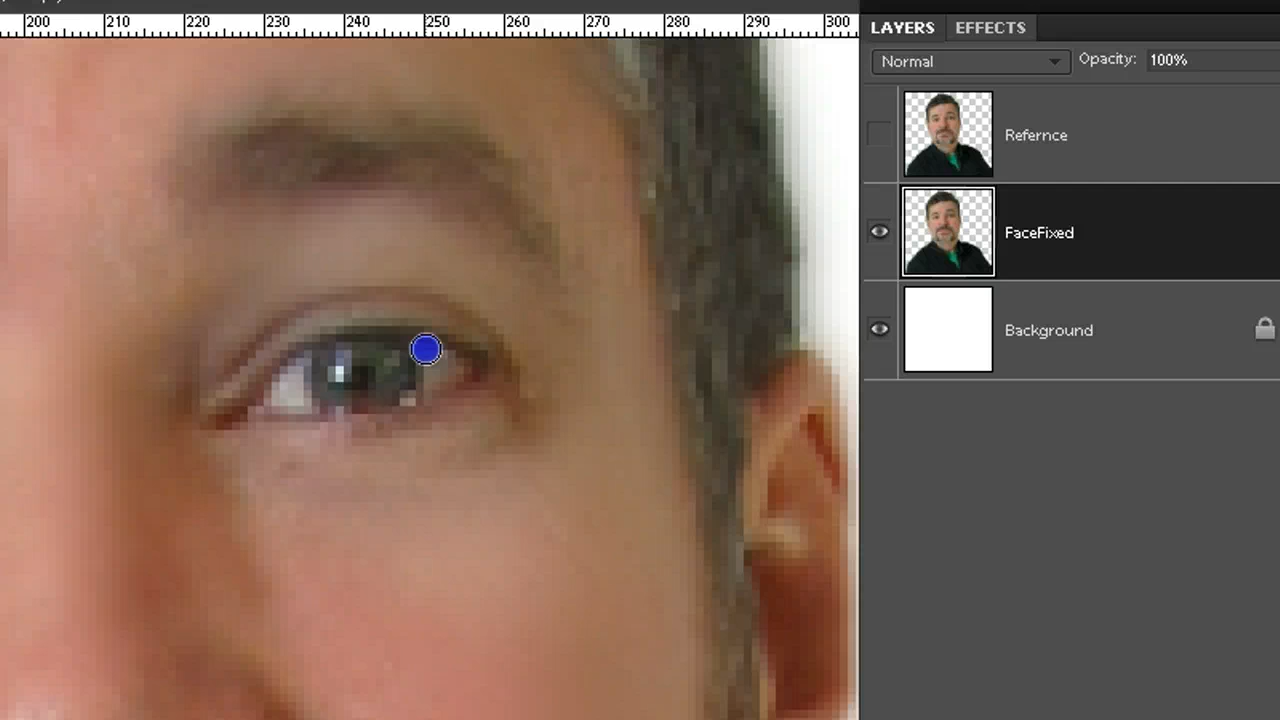 200 210 220 230 240 250 260 270 280 290 300
LAYERS EFFECTS
Normal Opacity: 100%
Refernce
FaceFixed
Background